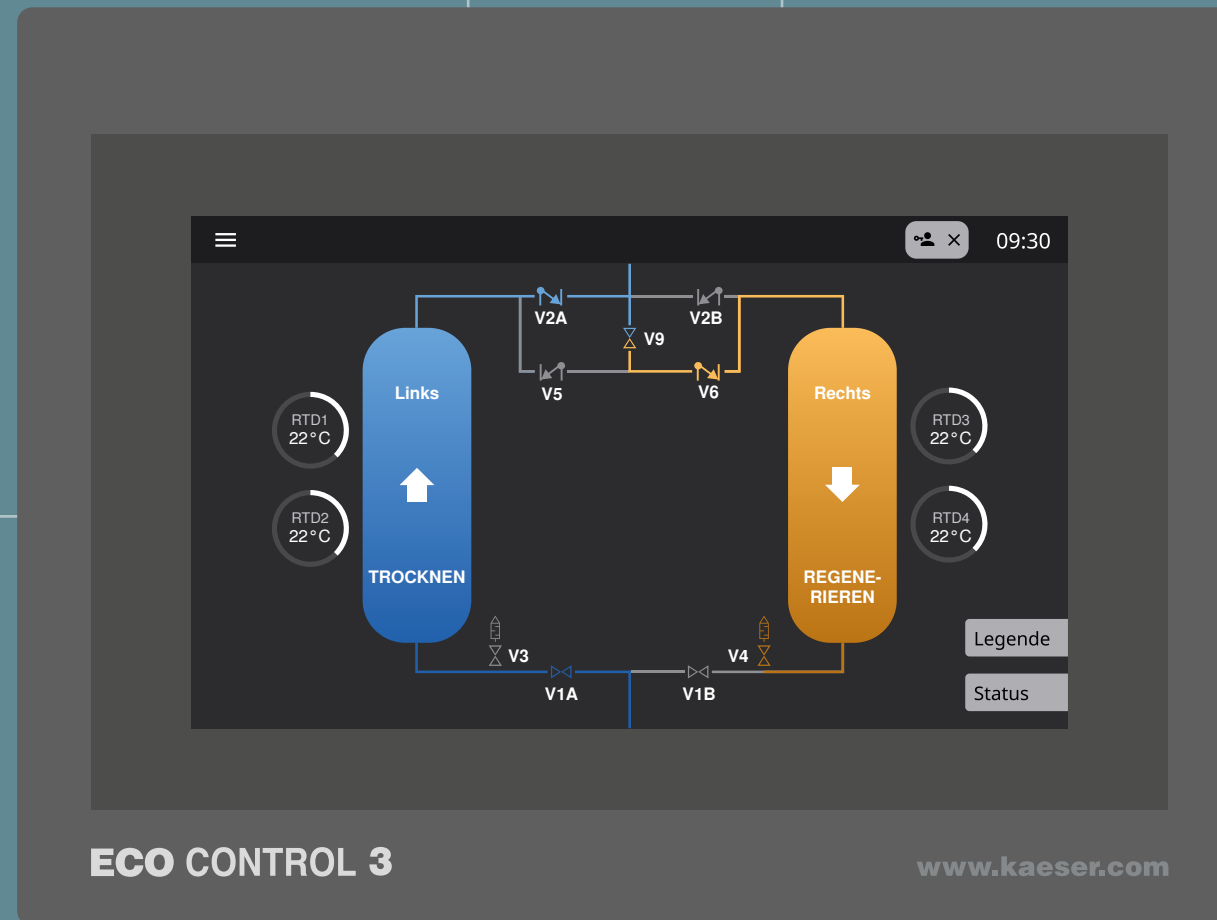 09:30
V2A
V2B
V9
V5
V6
Links
Rechts
RTD1
22°C
RTD3
22°C
RTD2
22°C
RTD4
22°C
TROCKNEN
REGENE-
RIEREN
V3
V4
V1A
V1B
Legende
Status
ECO CONTROL 3
www.kaeser.com